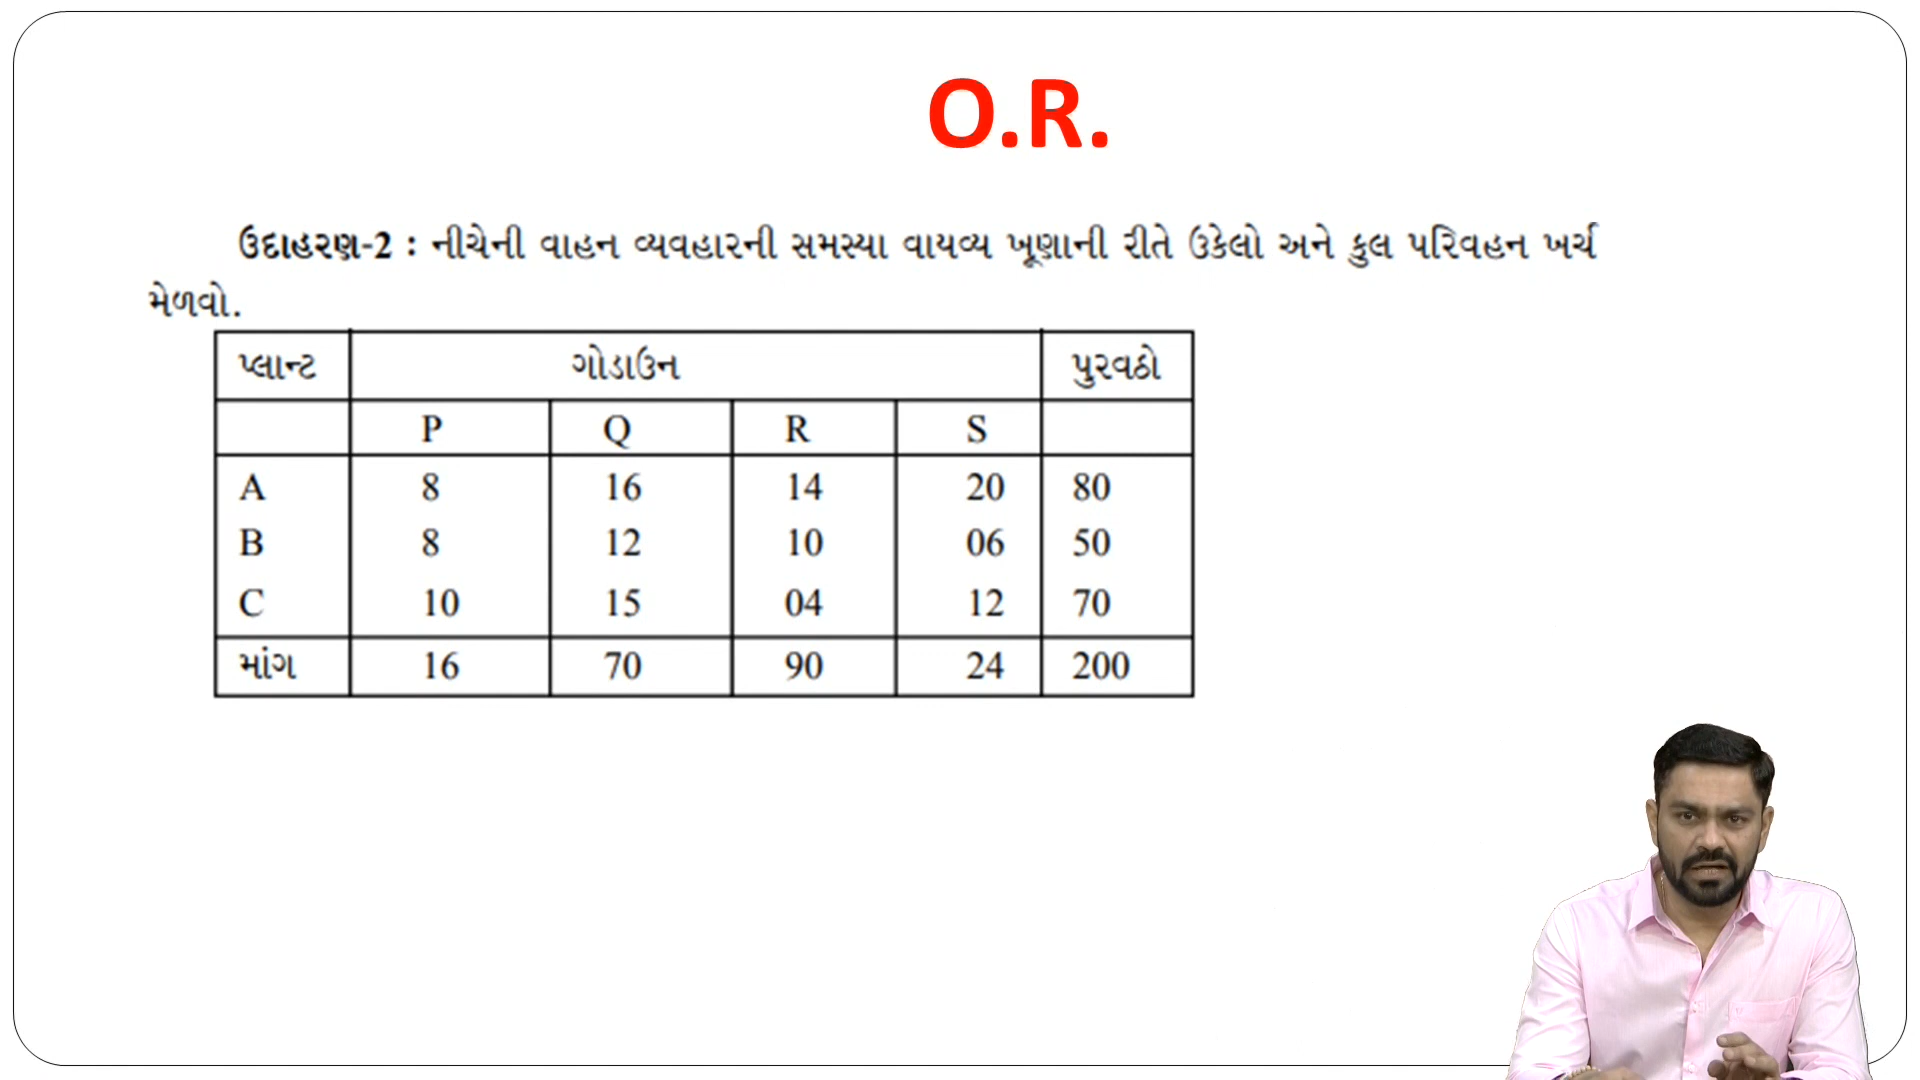 O.R.
ઉદાહરણ-2 : નીચેની વાહન વ્યવહારની સમસ્યા વાયવ્ય ખૂણાની રીતે ઉકેલો અને કુલ પરિવહન ખર્ચ
મેળવો.
પ્લાન્ટ ગોડાઉન પુરવઠો
P Q R S
A 8 16 14 20 80
B 8 12 10 06 50
C 10 15 04 12 70
માંગ 16 70 90 24 200